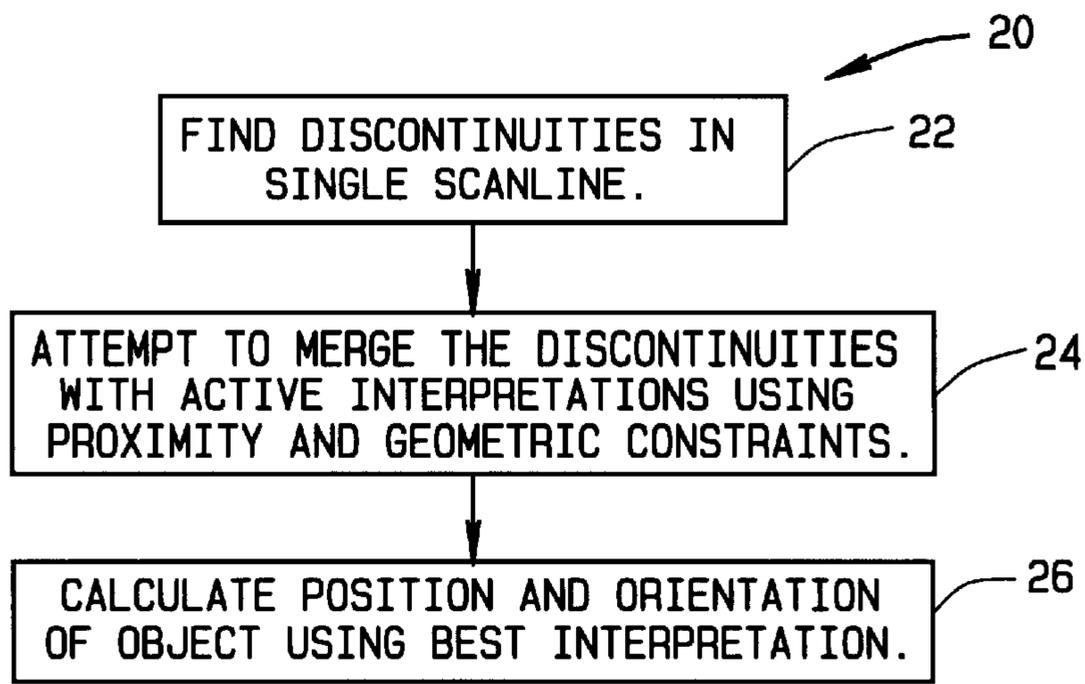 20
FIND DISCONTINUITIES IN
SINGLE SCANLINE.
22
ATTEMPT TO MERGE THE DISCONTINUITIES
WITH ACTIVE INTERPRETATIONS USING
PROXIMITY AND GEOMETRIC CONSTRAINTS.
24
CALCULATE POSITION AND ORIENTATION
OF OBJECT USING BEST INTERPRETATION.
26